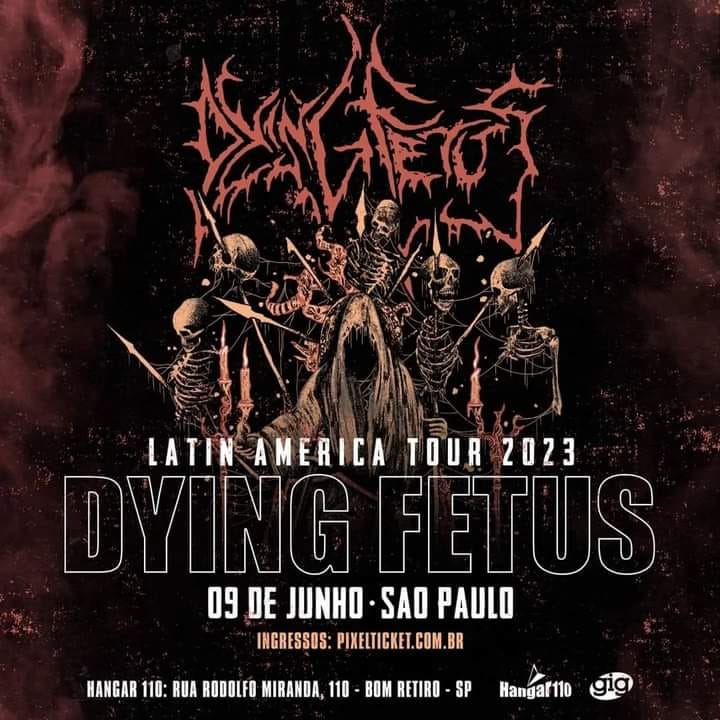 DYING FETUS
LATIN AMERICA TOUR 2023
DYING FETUS
09 DE JUNHO · SAO PAULO
INGRESSOS: PIXELTICKET.COM.BR
HANGAR 110: RUA RODOLFO MIRANDA, 110 - BOM RETIRO - SP
Hangar110
gig